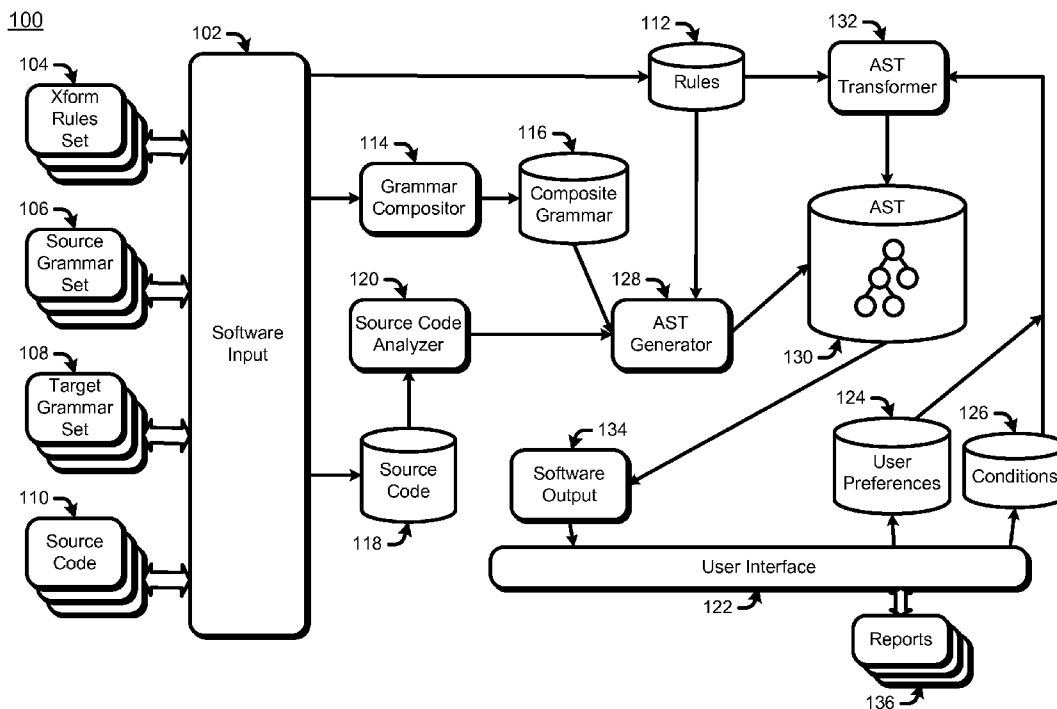 100
102
112
132
104
Xform
Rules
Set
Rules
AST
Transformer
114
116
Grammar
Compositor
Composite
Grammar
AST
106
Source
Grammar
Set
120
128
Software
Input
Source Code
Analyzer
AST
Generator
130
108
Target
Grammar
Set
124
126
134
Source
Code
Software
Output
User
Preferences
Conditions
110
118
Source
Code
User Interface
122
Reports
136